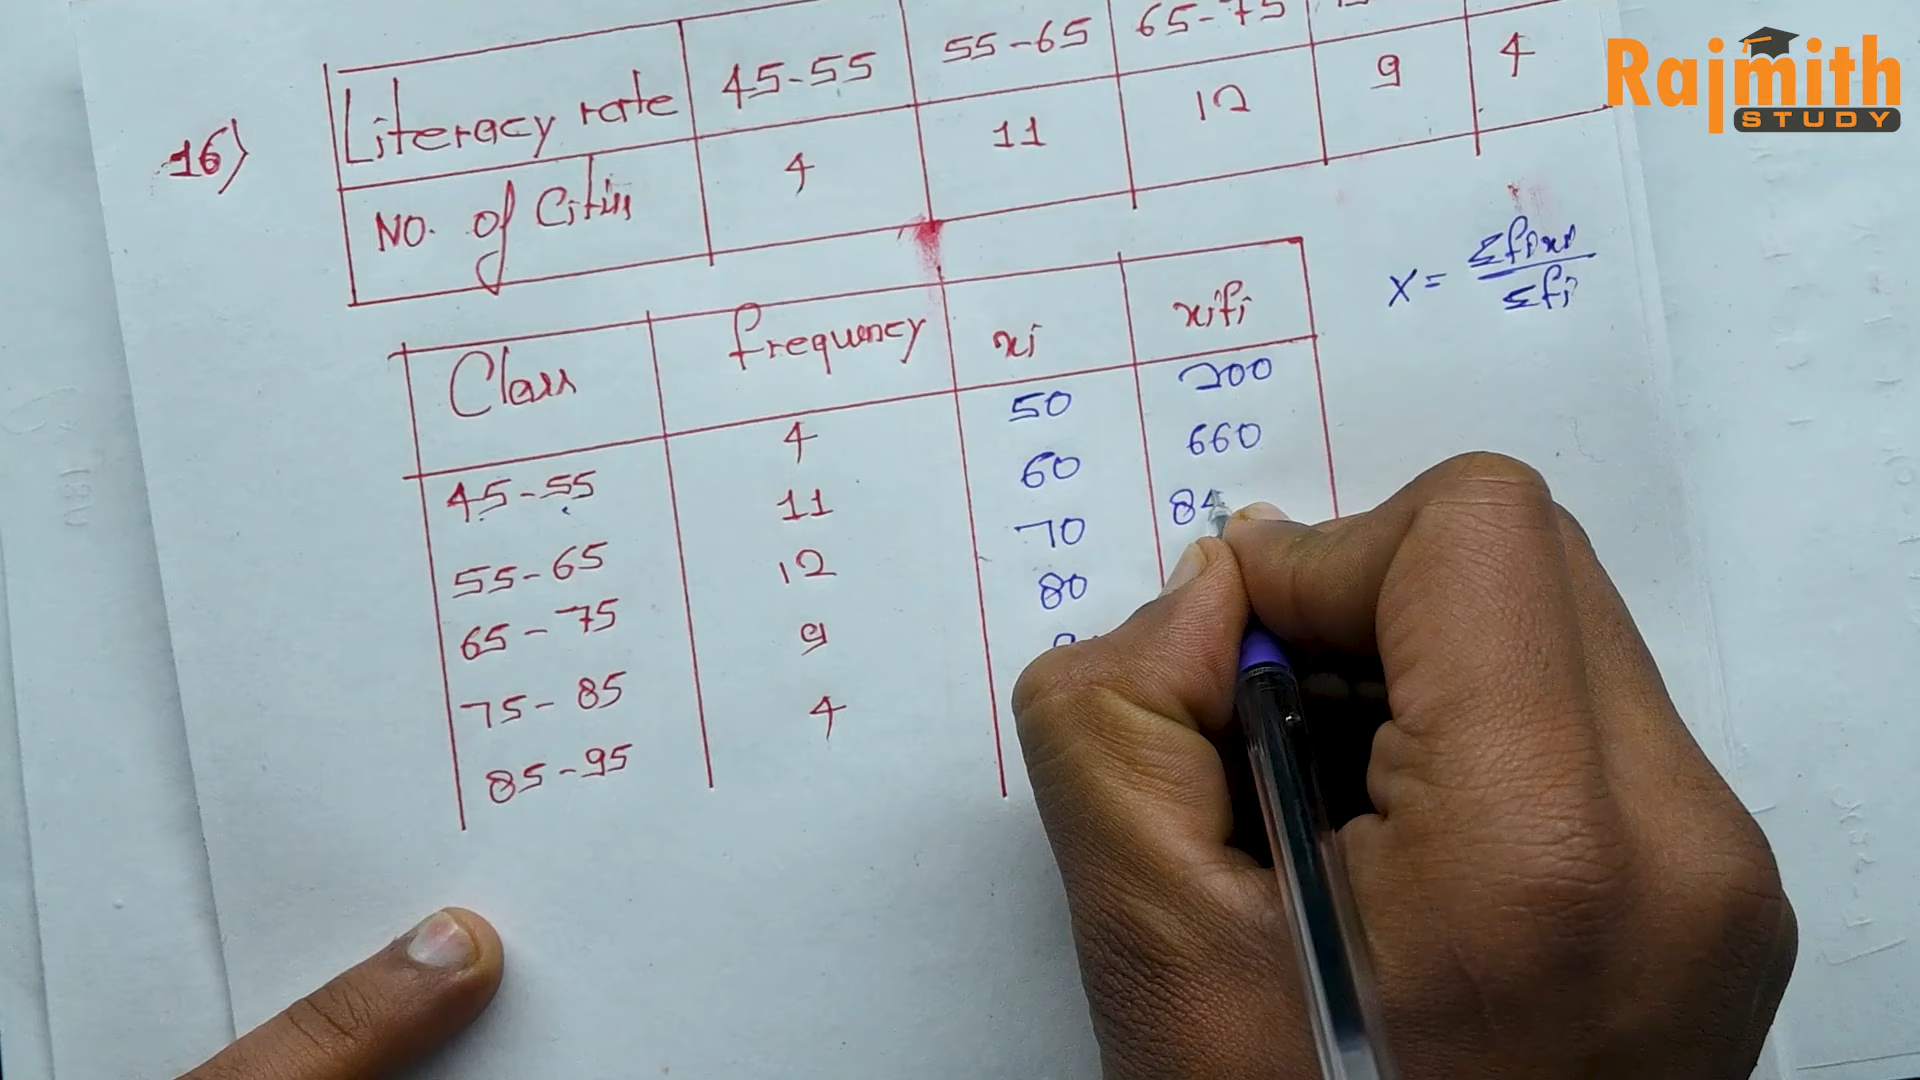 Rajmith
STUDY
16)
Literacy rate 45-55 55-65 65-75
NO. of Cities 4 11 12 9 4
X = Σfixi / Σfi
Class frequency xi xifi
45-55 4 50 200
55-65 11 60 660
65-75 12 70 84
75-85 9 80
85-95 4